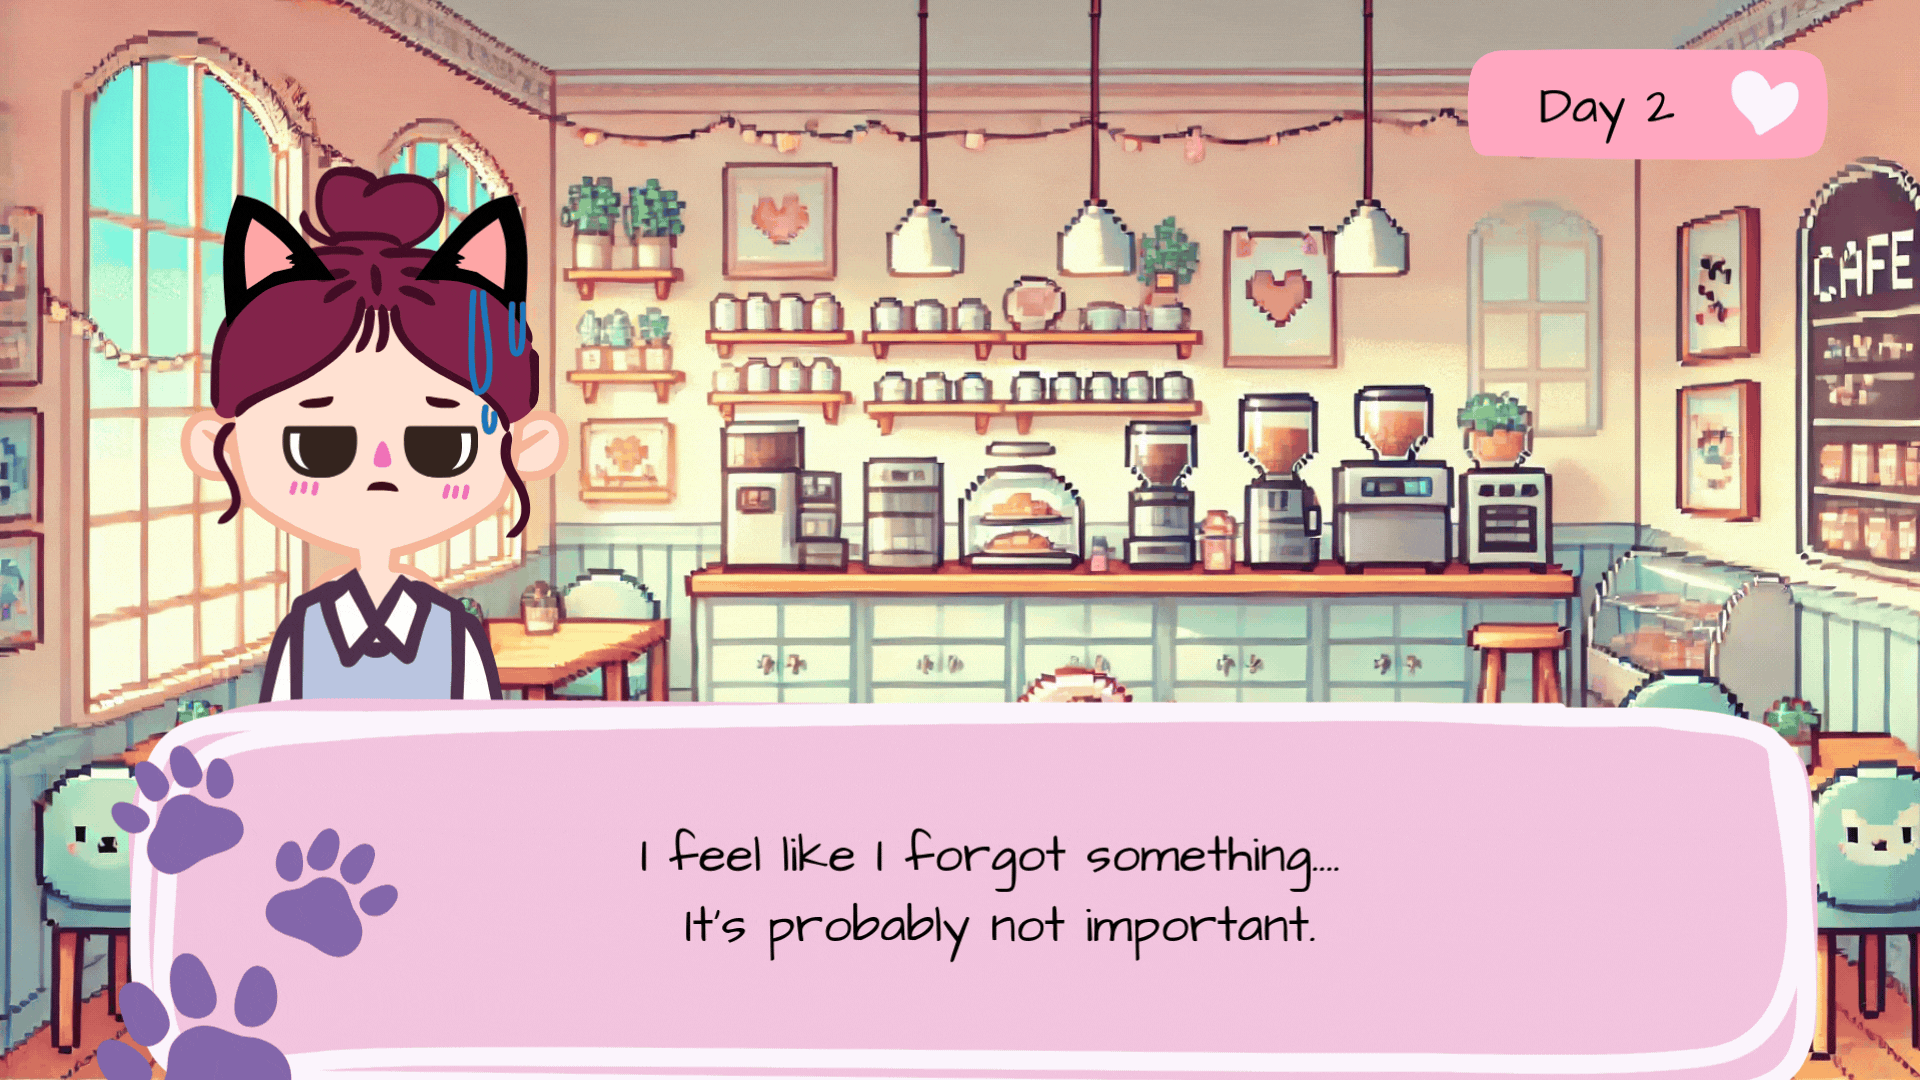 Day 2
CAFE
I feel like I forgot something....
It's probably not important.